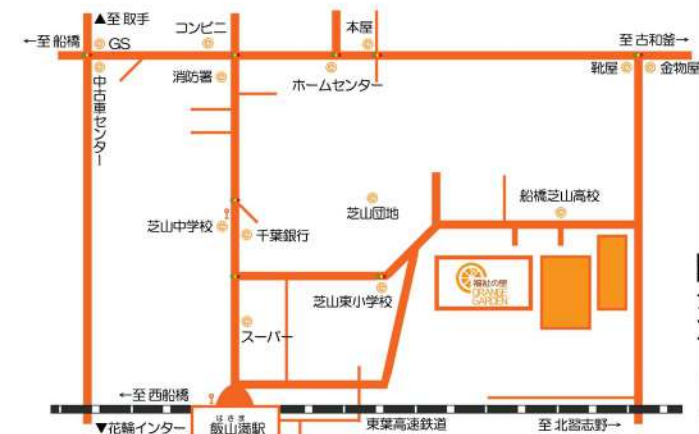 ▲至 取手
コンビニ
本屋
←至 船橋
GS
至 古和釜→
消防署
ホームセンター
靴屋
金物屋
中古車センター
船橋芝山高校
芝山団地
芝山中学校
千葉銀行
福祉の里
ORANGE
GARDEN
芝山東小学校
スーパー
←至 西船橋
はさま
▼花輪インター
飯山満駅
東葉高速鉄道
至 北習志野→